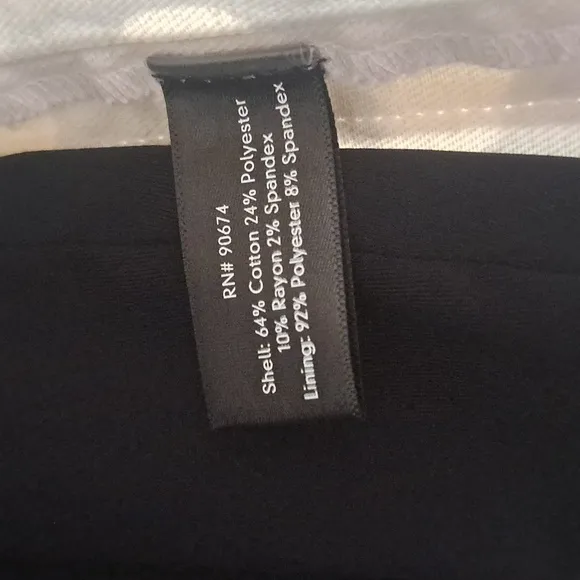 RN# 90674
Shell: 64% Cotton 24% Polyester
10% Rayon 2% Spandex
Lining: 92% Polyester 8% Spandex